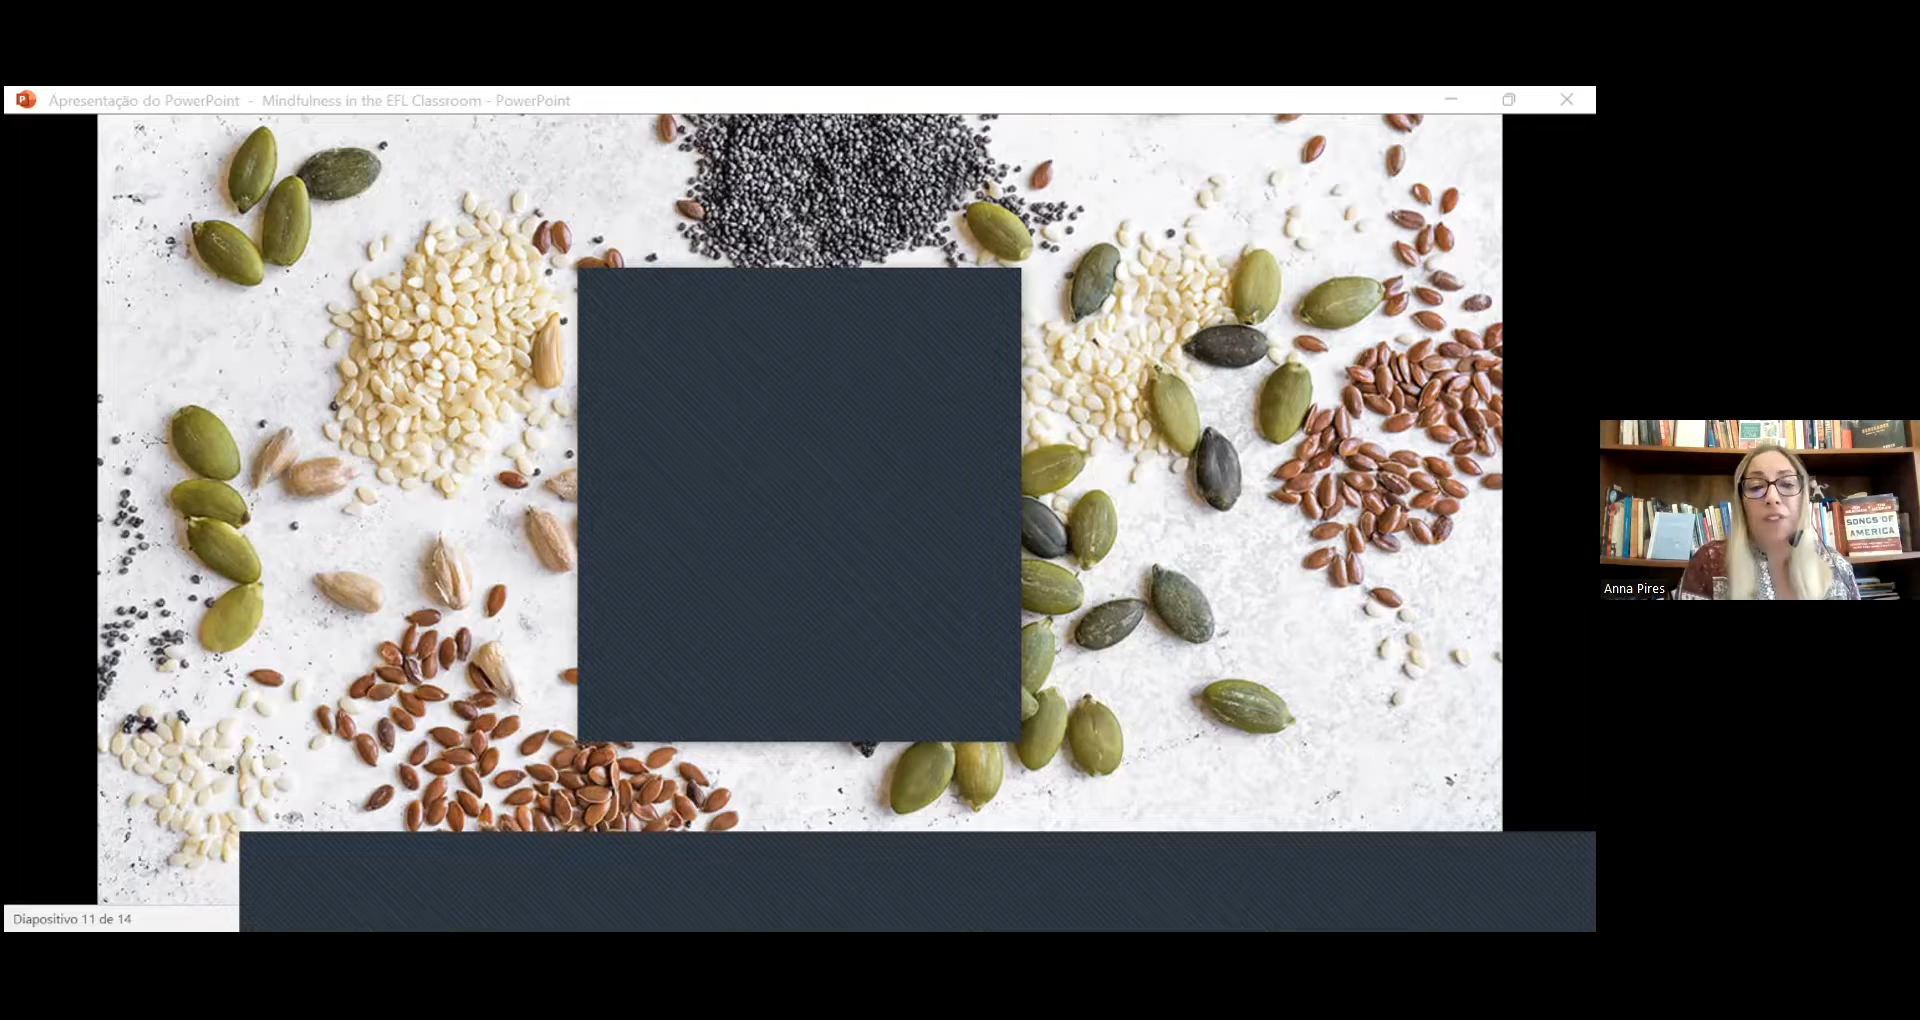 Apresentação do PowerPoint - Mindfulness in the EFL Classroom - PowerPoint
SONGS OF
AMERICA
Anna Pires
Diapositivo 11 de 14